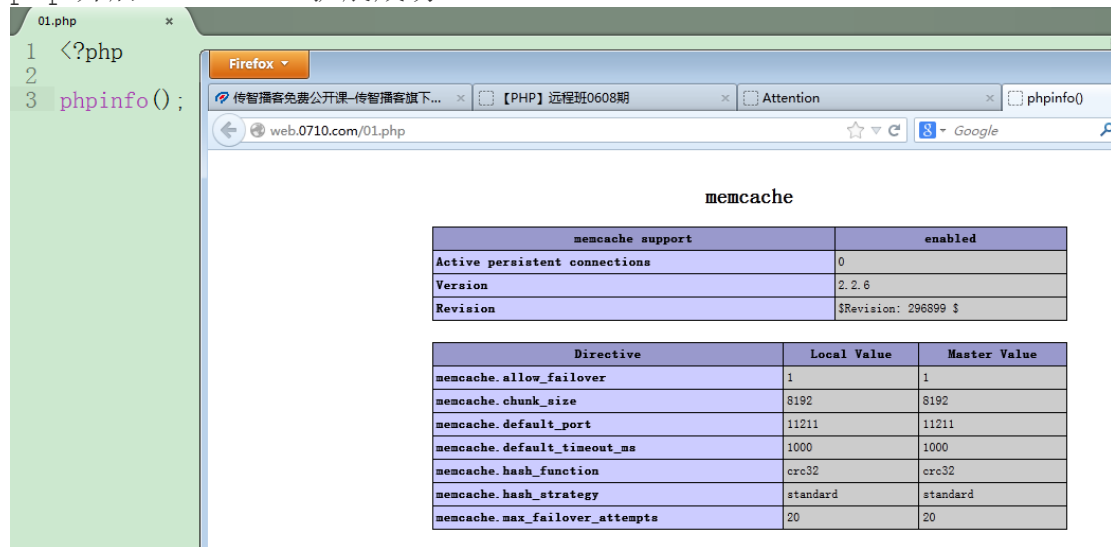 01.php ×
1 <?php
2
3 phpinfo();
Firefox
传智播客免费公开课–传智播客旗下... × 【PHP】远程班0608期 × Attention × phpinfo()
web.0710.com/01.php Google
memcache
memcache support enabled
Active persistent connections 0
Version 2.2.6
Revision $Revision: 296899 $
Directive Local Value Master Value
memcache.allow_failover 1 1
memcache.chunk_size 8192 8192
memcache.default_port 11211 11211
memcache.default_timeout_ms 1000 1000
memcache.hash_function crc32 crc32
memcache.hash_strategy standard standard
memcache.max_failover_attempts 20 20